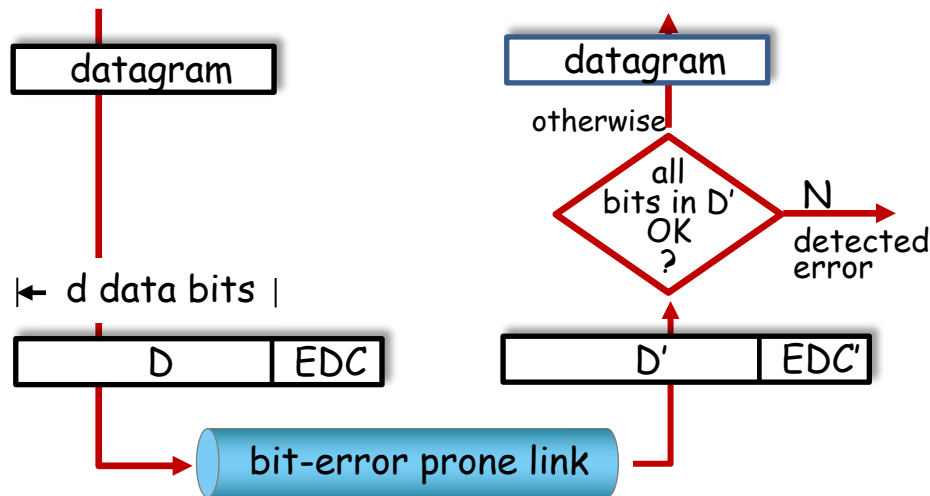 datagram
d data bits
D
EDC
bit-error prone link
datagram
otherwise
all
bits in D'
OK
?
N
detected
error
D'
EDC'